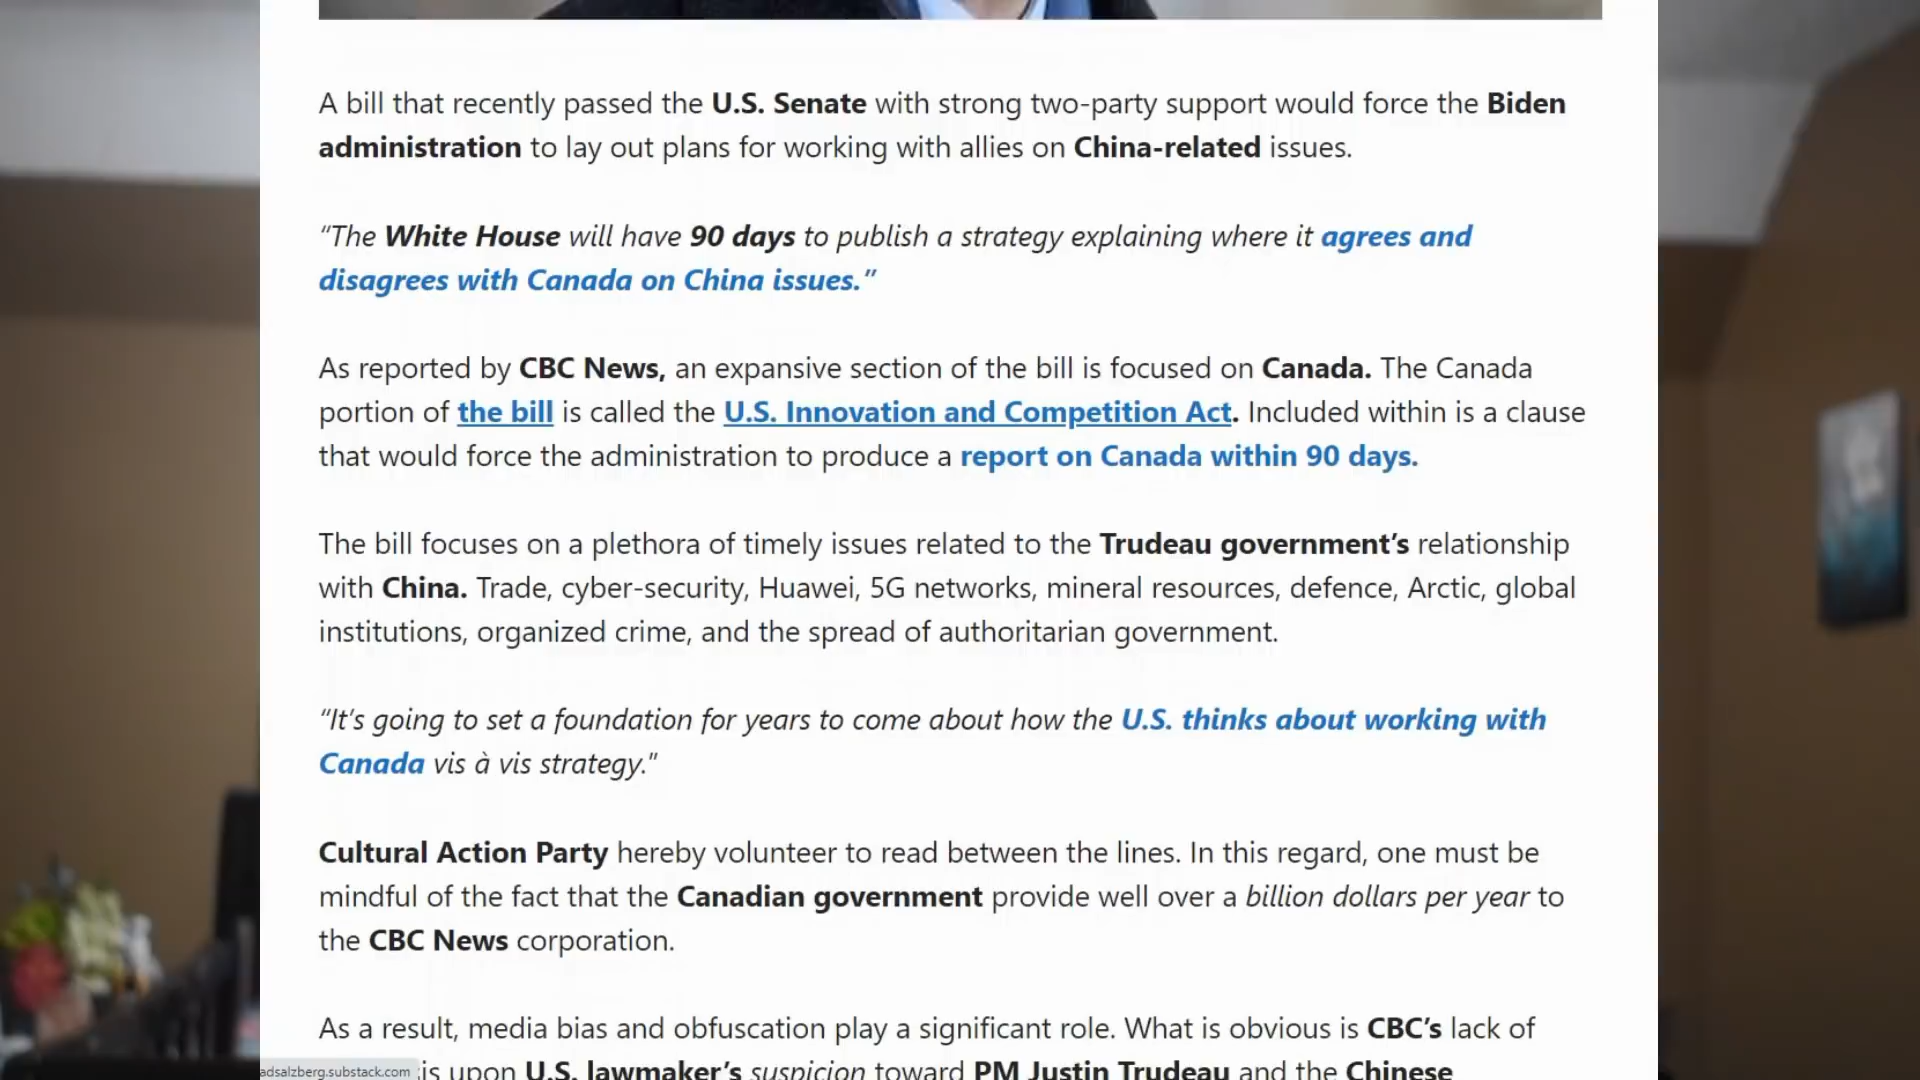 A bill that recently passed the U.S. Senate with strong two-party support would force the Biden
administration to lay out plans for working with allies on China-related issues.
“The White House will have 90 days to publish a strategy explaining where it agrees and
disagrees with Canada on China issues.”
As reported by CBC News, an expansive section of the bill is focused on Canada. The Canada
portion of the bill is called the U.S. Innovation and Competition Act. Included within is a clause
that would force the administration to produce a report on Canada within 90 days.
The bill focuses on a plethora of timely issues related to the Trudeau government’s relationship
with China. Trade, cyber-security, Huawei, 5G networks, mineral resources, defence, Arctic, global
institutions, organized crime, and the spread of authoritarian government.
“It’s going to set a foundation for years to come about how the U.S. thinks about working with
Canada vis à vis strategy."
Cultural Action Party hereby volunteer to read between the lines. In this regard, one must be
mindful of the fact that the Canadian government provide well over a billion dollars per year to
the CBC News corporation.
As a result, media bias and obfuscation play a significant role. What is obvious is CBC’s lack of
upon U.S. lawmaker’s suspicion toward PM Justin Trudeau and the Chinese
adsalzberg.substack.com